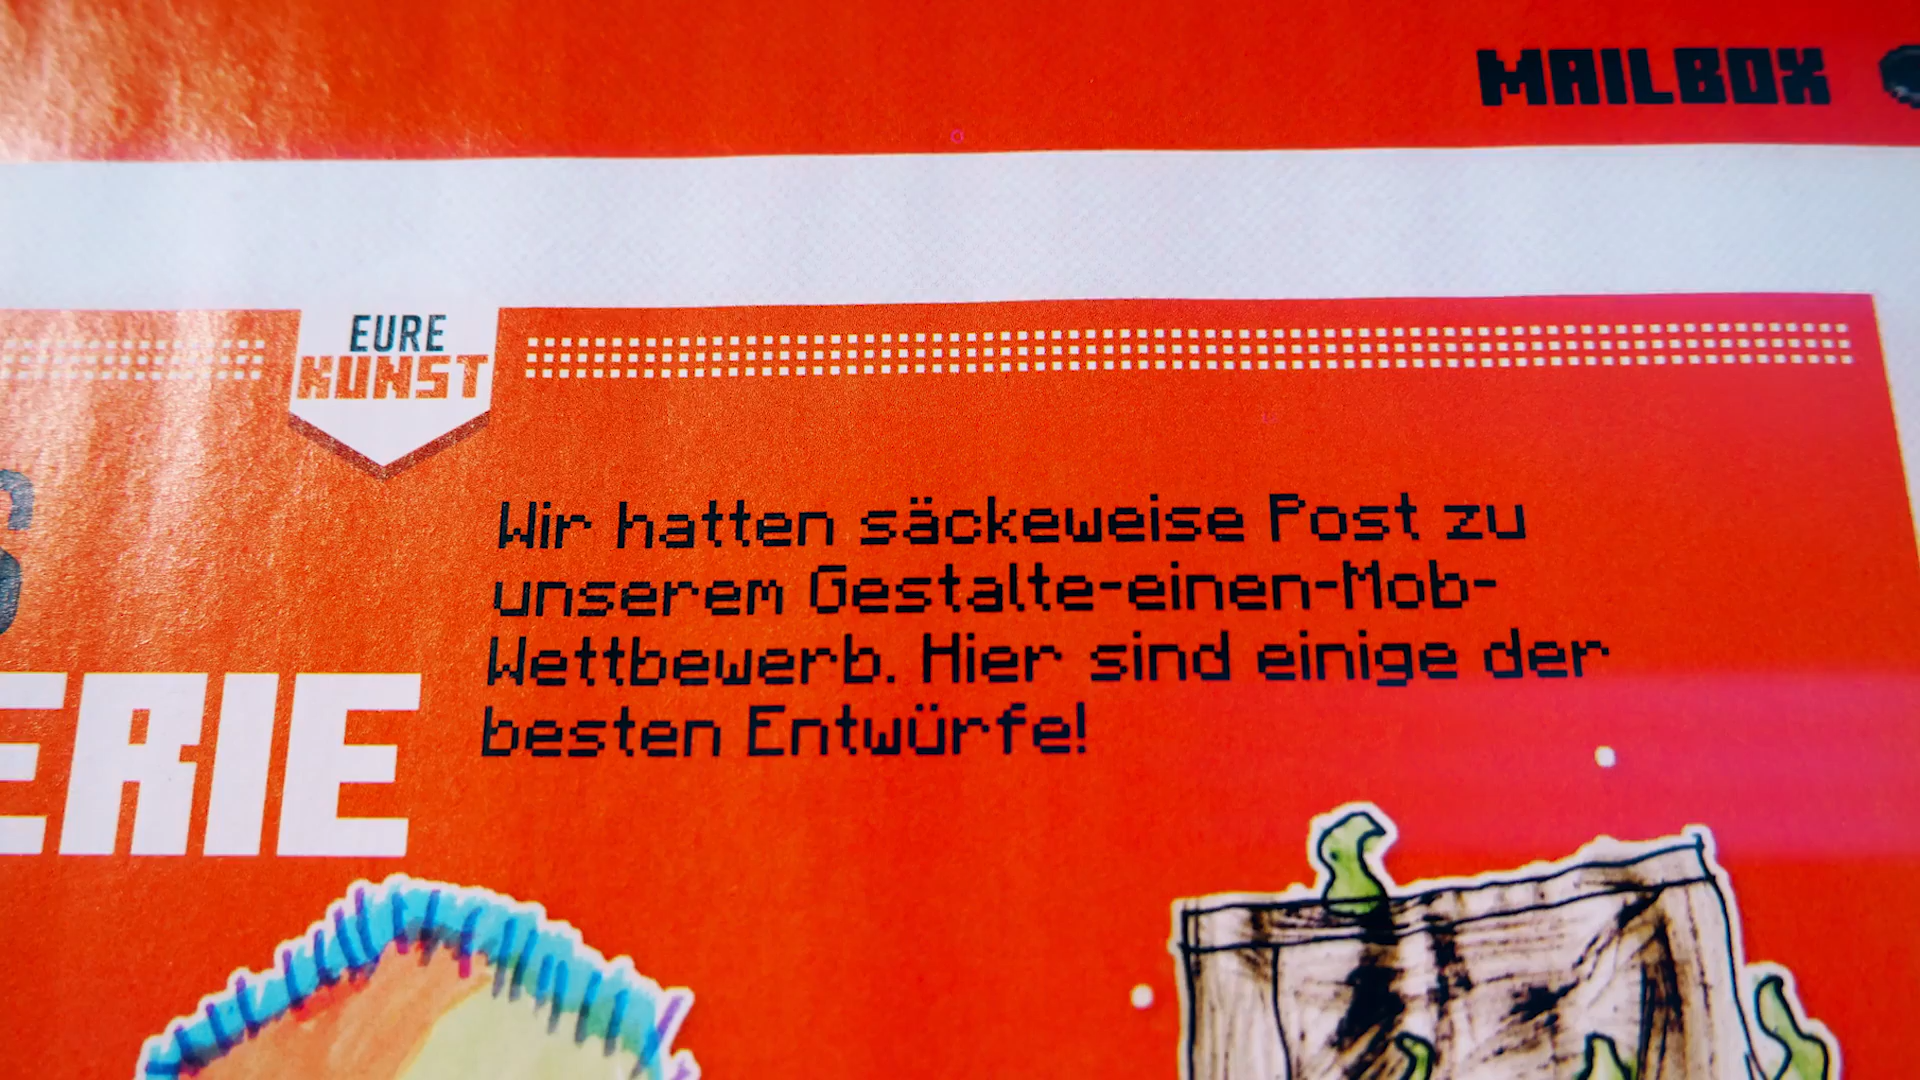 MAILBOX
EURE
KUNST
Wir hatten säckeweise Post zu
unserem Gestalte-einen-Mob-
Wettbewerb. Hier sind einige der
besten Entwürfe!
ERIE